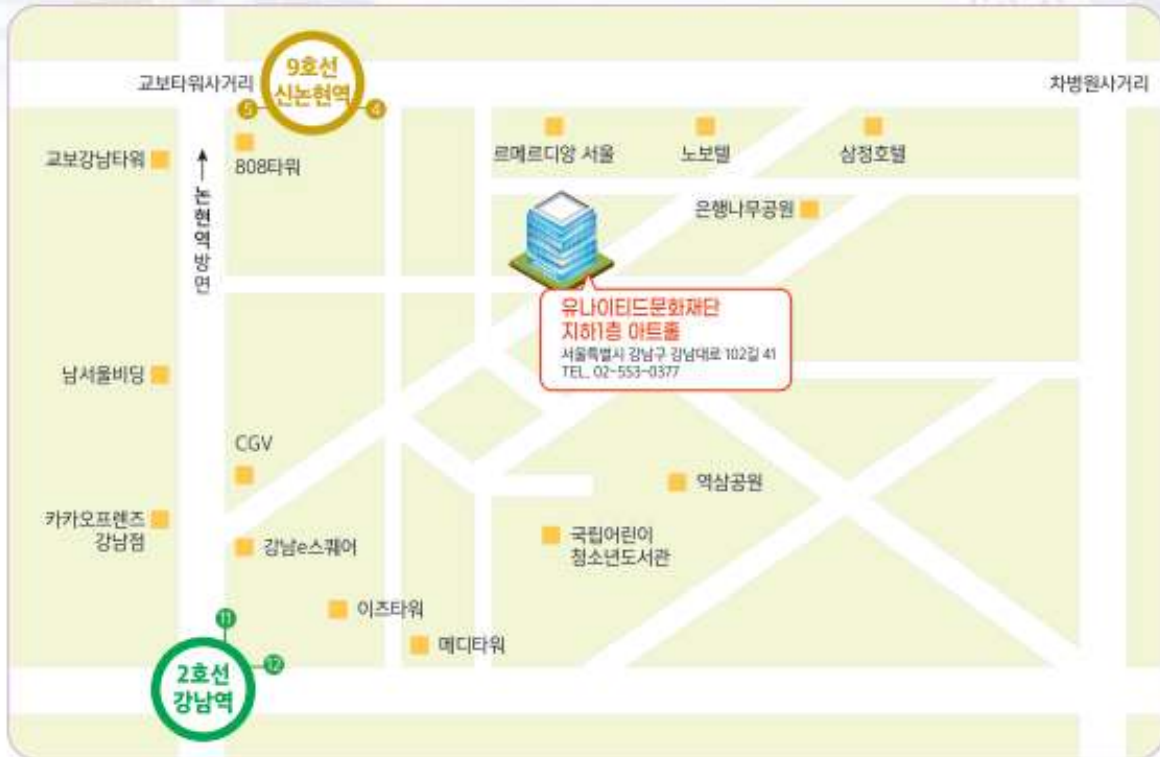 9호선
신논현역
교보타워사거리
차병원사거리
5
4
교보강남타워
808타워
르메르디앙 서울
노보텔
삼정호텔
논현역방면
은행나무공원
유나이티드문화재단
지하1층 아트홀
서울특별시 강남구 강남대로 102길 41
TEL. 02-553-0377
남서울비딩
CGV
역삼공원
카카오프렌즈
강남점
강남e스퀘어
국립어린이
청소년도서관
이즈타워
메디타워
11
12
2호선
강남역